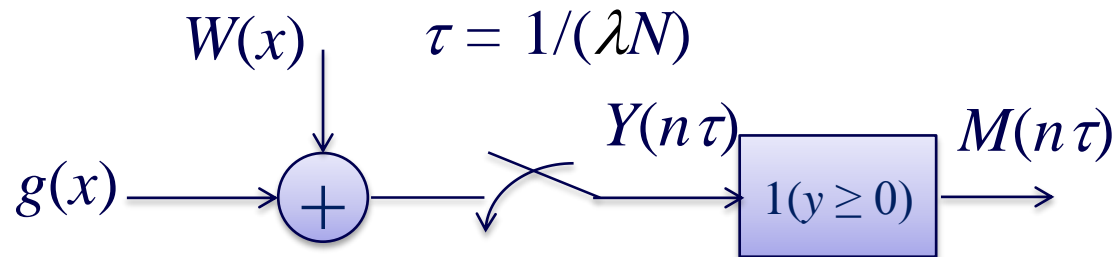 W(x)
τ = 1/(λN)
g(x)
+
Y(nτ)
1(y ≥ 0)
M(nτ)